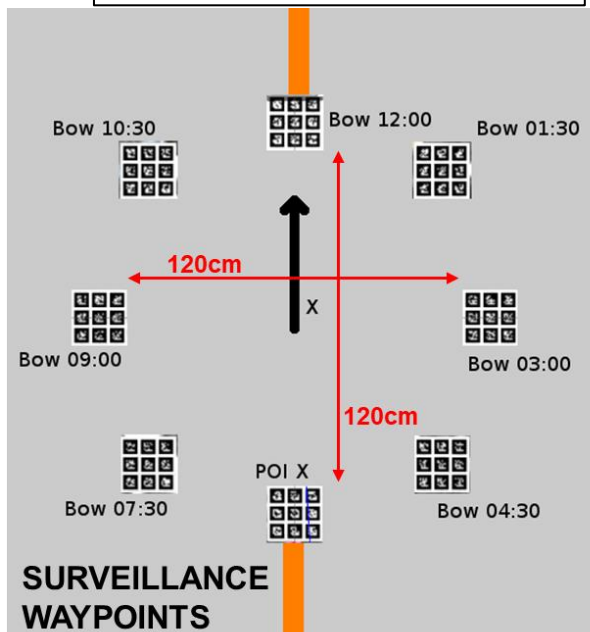 Bow 12:00
Bow 10:30
Bow 01:30
120cm
X
Bow 09:00
Bow 03:00
120cm
POI X
Bow 07:30
Bow 04:30
SURVEILLANCE
WAYPOINTS